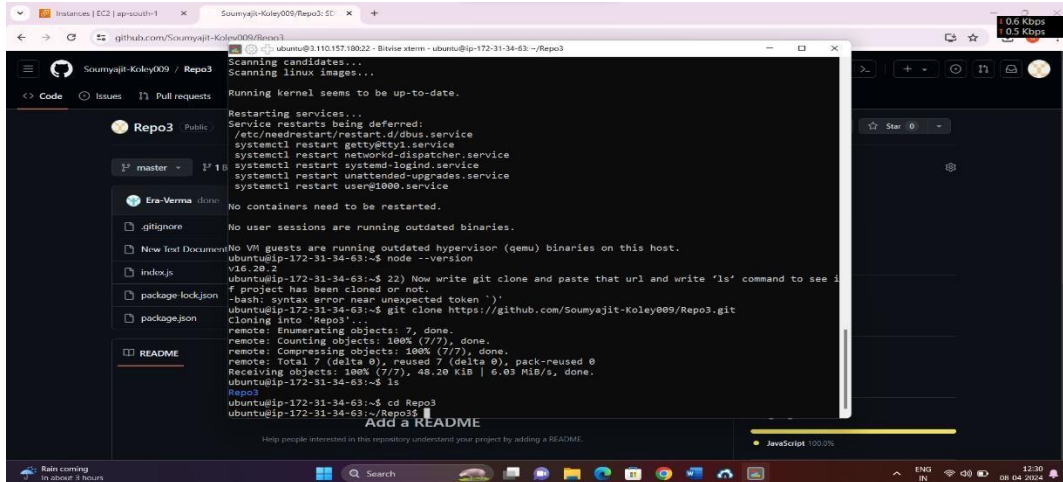 Instances | EC2 | ap-south-1
Soumyajit-Koley009/Repo3: SD
0.6 Kbps
0.5 Kbps
github.com/Soumyajit-Koley009/Repo3
ubuntu@3.110.157.180:22 - Bitvise xterm - ubuntu@ip-172-31-34-63: ~/Repo3
Soumyajit-Koley009 / Repo3
Code
Issues
Pull requests
Repo3 Public
Star 0
master
1 B
Era-Verma done
.gitignore
New Text Document
index.js
package-lock.json
package.json
README
Scanning candidates...
Scanning linux images...
Running kernel seems to be up-to-date.
Restarting services...
Service restarts being deferred:
/etc/needrestart/restart.d/dbus.service
systemctl restart getty@tty1.service
systemctl restart networkd-dispatcher.service
systemctl restart systemd-logind.service
systemctl restart unattended-upgrades.service
systemctl restart user@1000.service
No containers need to be restarted.
No user sessions are running outdated binaries.
No VM guests are running outdated hypervisor (qemu) binaries on this host.
ubuntu@ip-172-31-34-63:~$ node --version
v16.20.2
ubuntu@ip-172-31-34-63:~$ 22) Now write git clone and paste that url and write ‘ls’ command to see i
f project has been cloned or not.
-bash: syntax error near unexpected token `)'
ubuntu@ip-172-31-34-63:~$ git clone https://github.com/Soumyajit-Koley009/Repo3.git
Cloning into 'Repo3'...
remote: Enumerating objects: 7, done.
remote: Counting objects: 100% (7/7), done.
remote: Compressing objects: 100% (7/7), done.
remote: Total 7 (delta 0), reused 7 (delta 0), pack-reused 0
Receiving objects: 100% (7/7), 48.20 KiB | 6.03 MiB/s, done.
ubuntu@ip-172-31-34-63:~$ ls
Repo3
ubuntu@ip-172-31-34-63:~$ cd Repo3
ubuntu@ip-172-31-34-63:~/Repo3$
Add a README
Help people interested in this repository understand your project by adding a README.
JavaScript 100.0%
Rain coming
In about 3 hours
Search
ENG
IN
12:30
08-04-2024